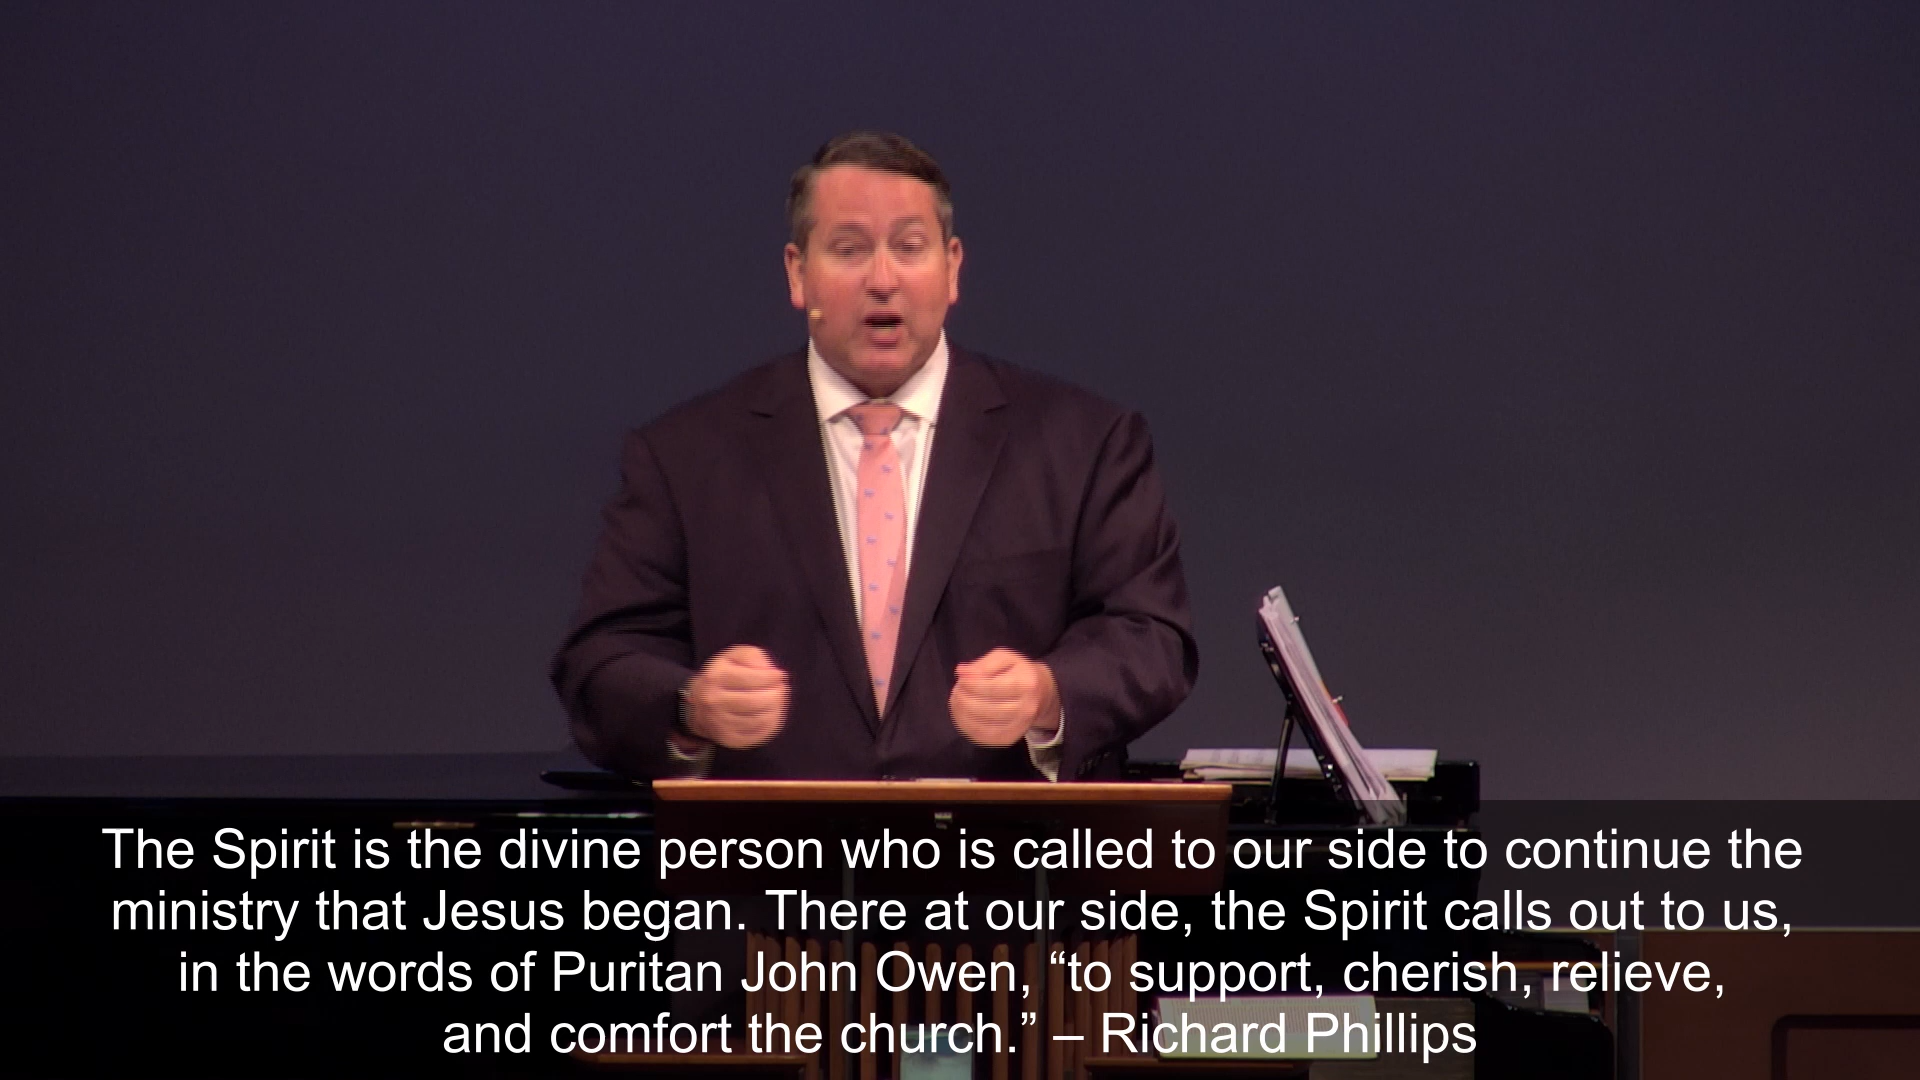 The Spirit is the divine person who is called to our side to continue the
ministry that Jesus began. There at our side, the Spirit calls out to us,
in the words of Puritan John Owen, “to support, cherish, relieve,
and comfort the church.” – Richard Phillips